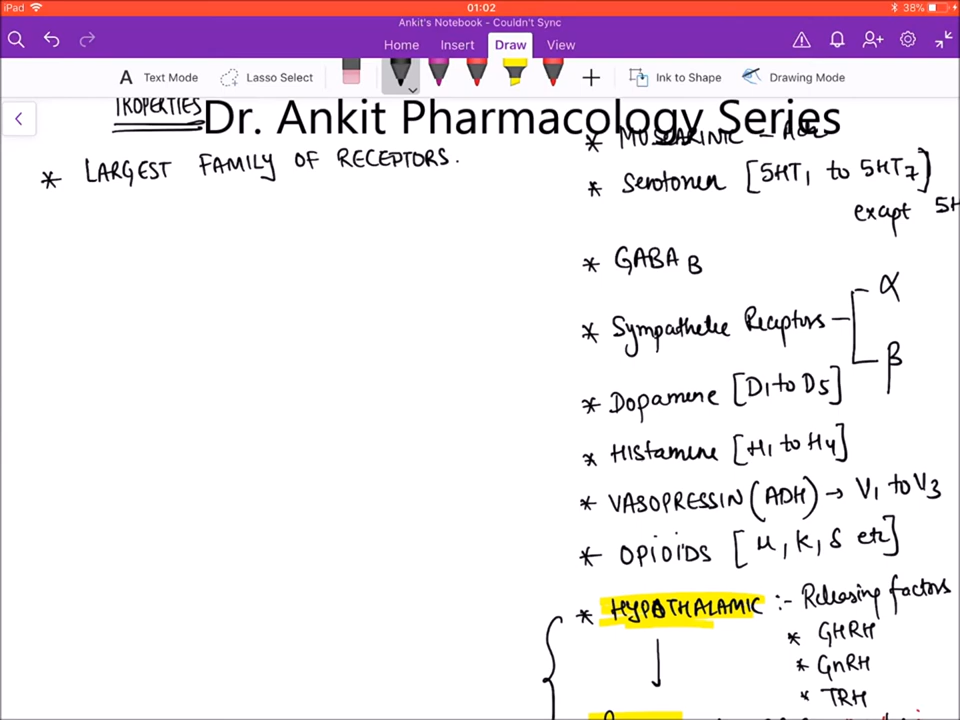 iPad 01:02 38%
Ankit's Notebook - Couldn't Sync
Home Insert Draw View
Text Mode Lasso Select Ink to Shape Drawing Mode
PROPERTIES
Dr. Ankit Pharmacology Series
* LARGEST FAMILY OF RECEPTORS.
* MUSCARINIC –
* Serotonin [5HT1 to 5HT7]
except 5H
* GABA B
* Sympathetic Receptors – α
β
* Dopamine [D1 to D5]
* Histamine [H1 to H4]
* VASOPRESSIN (ADH) → V1 to V3
* OPIOIDS [μ, K, δ etc]
* HYPOTHALAMIC :- Releasing factors
* GHRH
* GnRH
* TRH